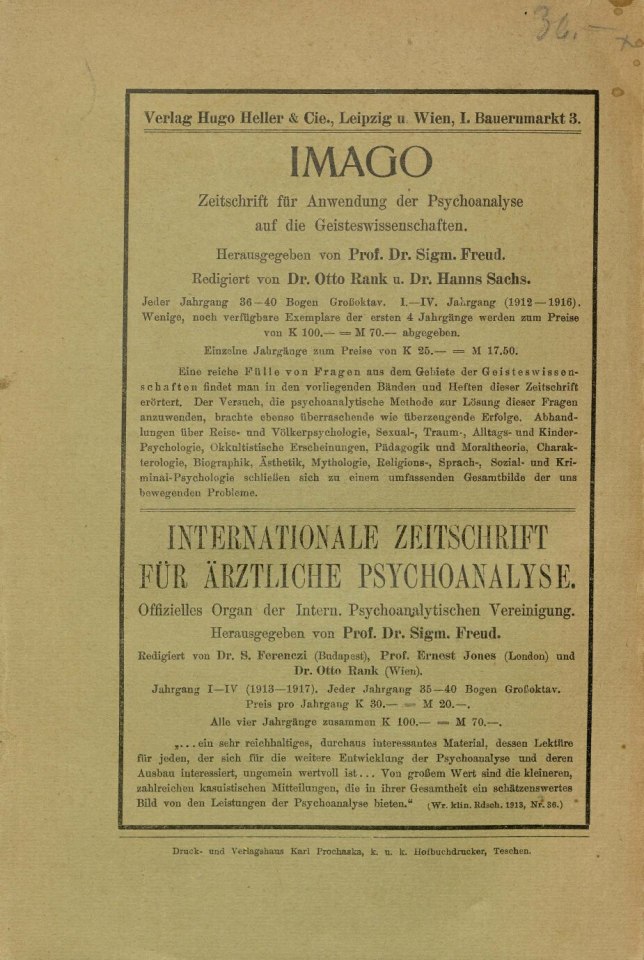 36.—
Verlag Hugo Heller & Cie., Leipzig u. Wien, I. Bauernmarkt 3.
IMAGO
Zeitschrift für Anwendung der Psychoanalyse
auf die Geisteswissenschaften.
Herausgegeben von Prof. Dr. Sigm. Freud.
Redigiert von Dr. Otto Rank u. Dr. Hanns Sachs.
Jeder Jahrgang 36—40 Bogen Großoktav. I.—IV. Jahrgang (1912—1916).
Wenige, noch verfügbare Exemplare der ersten 4 Jahrgänge werden zum Preise
von K 100.— = M 70.— abgegeben.
Einzelne Jahrgänge zum Preise von K 25.— = M 17.50.
Eine reiche Fülle von Fragen aus dem Gebiete der Geisteswissen-
schaften findet man in den vorliegenden Bänden und Heften dieser Zeitschrift
erörtert. Der Versuch, die psychoanalytische Methode zur Lösung dieser Fragen
anzuwenden, brachte ebenso überraschende wie überzeugende Erfolge. Abhand-
lungen über Reise- und Völkerpsychologie, Sexual-, Traum-, Alltags- und Kinder-
Psychologie, Okkultistische Erscheinungen, Pädagogik und Moraltheorie, Charak-
terologie, Biographik, Ästhetik, Mythologie, Religions-, Sprach-, Sozial- und Kri-
minal-Psychologie schließen sich zu einem umfassenden Gesamtbilde der uns
bewegenden Probleme.
INTERNATIONALE ZEITSCHRIFT
FÜR ÄRZTLICHE PSYCHOANALYSE.
Offizielles Organ der Intern. Psychoanalytischen Vereinigung.
Herausgegeben von Prof. Dr. Sigm. Freud.
Redigiert von Dr. S. Ferenczi (Budapest), Prof. Ernest Jones (London) und
Dr. Otto Rank (Wien).
Jahrgang I—IV (1913—1917). Jeder Jahrgang 35—40 Bogen Großoktav.
Preis pro Jahrgang K 30.— = M 20.—.
Alle vier Jahrgänge zusammen K 100.— = M 70.—.
„... ein sehr reichhaltiges, durchaus interessantes Material, dessen Lektüre
für jeden, der sich für die weitere Entwicklung der Psychoanalyse und deren
Ausbau interessiert, ungemein wertvoll ist... Von großem Wert sind die kleineren,
zahlreichen kasuistischen Mitteilungen, die in ihrer Gesamtheit ein schätzenswertes
Bild von den Leistungen der Psychoanalyse bieten.“ (Wr. klin. Rdsch. 1913, Nr. 36.)
Druck- und Verlagshaus Karl Prochaska, k. u. k. Hofbuchdrucker, Teschen.